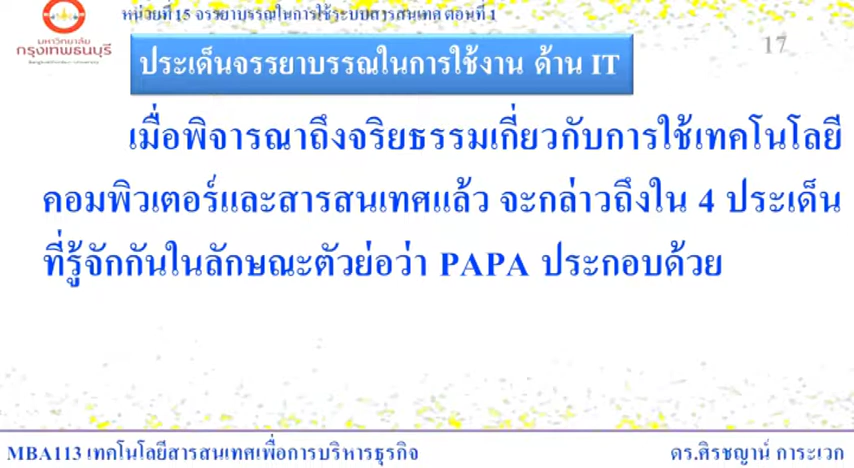 หน่วยที่ 15 จรรยาบรรณในการใช้ระบบสารสนเทศ ตอนที่ 1
มหาวิทยาลัย
กรุงเทพธนบุรี
17
ประเด็นจรรยาบรรณในการใช้งาน ด้าน IT
เมื่อพิจารณาถึงจริยธรรมเกี่ยวกับการใช้เทคโนโลยี
คอมพิวเตอร์และสารสนเทศแล้ว จะกล่าวถึงใน 4 ประเด็น
ที่รู้จักกันในลักษณะตัวย่อว่า PAPA ประกอบด้วย
MBA113 เทคโนโลยีสารสนเทศเพื่อการบริหารธุรกิจ
ดร.ศิรชญาน์ การะเวก